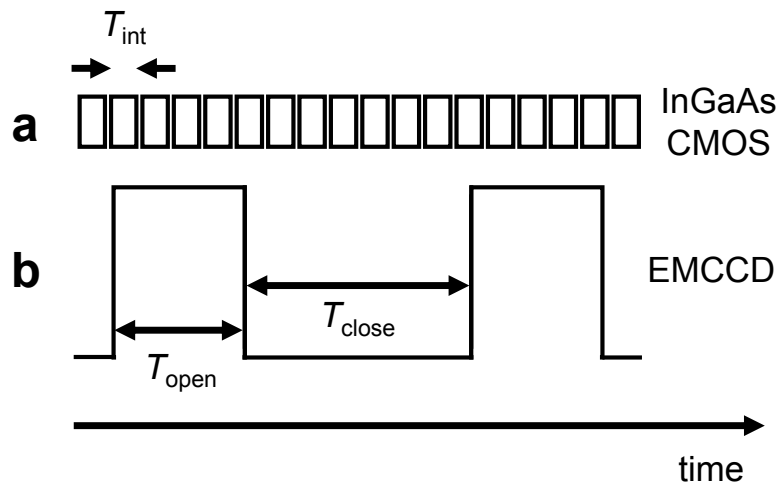 T_int
a
InGaAs
CMOS
b
EMCCD
T_close
T_open
time